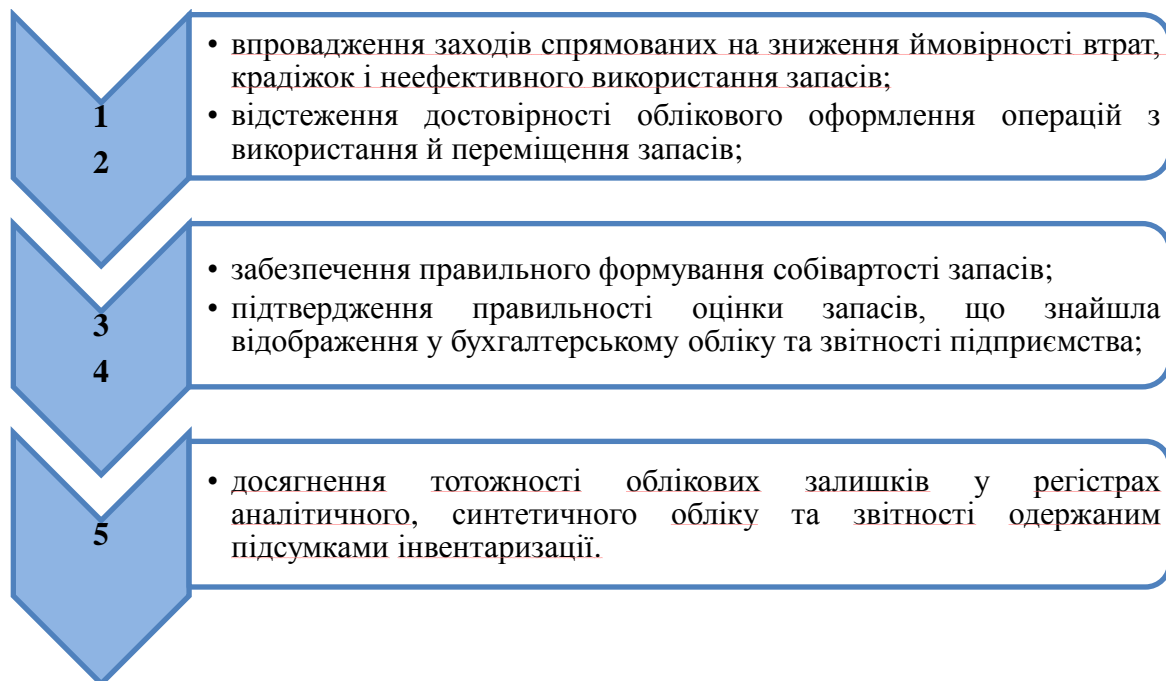 1
2
• впровадження заходів спрямованих на зниження ймовірності втрат,
крадіжок і неефективного використання запасів;
• відстеження достовірності облікового оформлення операцій з
використання й переміщення запасів;
3
4
• забезпечення правильного формування собівартості запасів;
• підтвердження правильності оцінки запасів, що знайшла
відображення у бухгалтерському обліку та звітності підприємства;
5
• досягнення тотожності облікових залишків у регістрах
аналітичного, синтетичного обліку та звітності одержаним
підсумками інвентаризації.